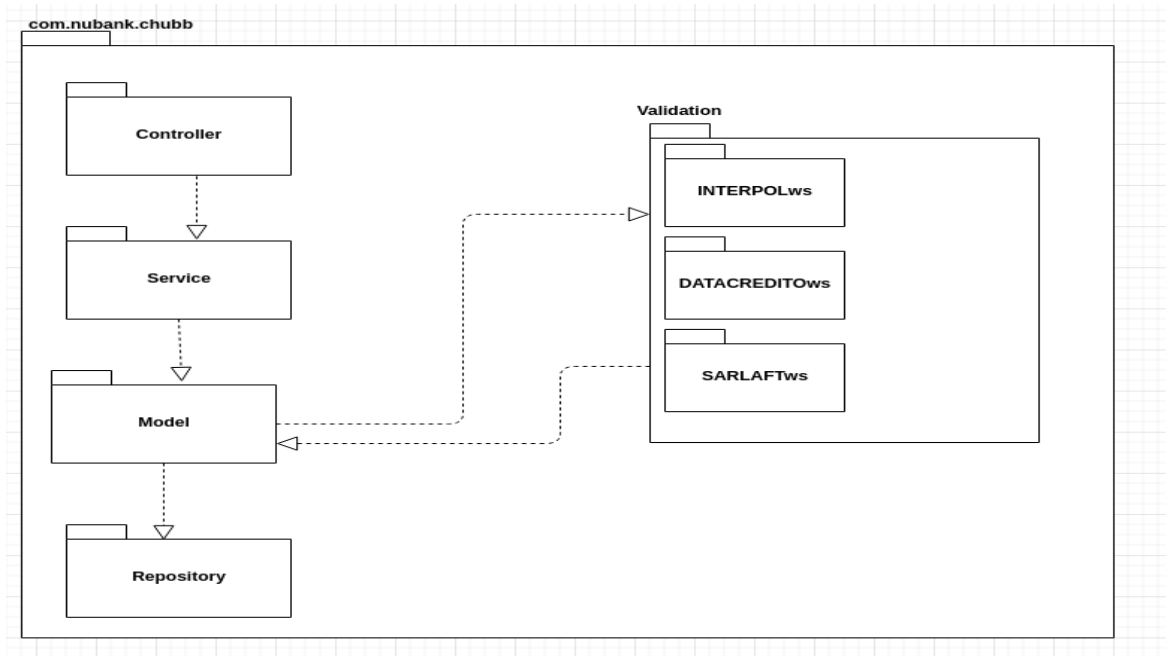 com.nubank.chubb
Controller
Validation
INTERPOLws
Service
DATACREDITOws
SARLAFTws
Model
Repository